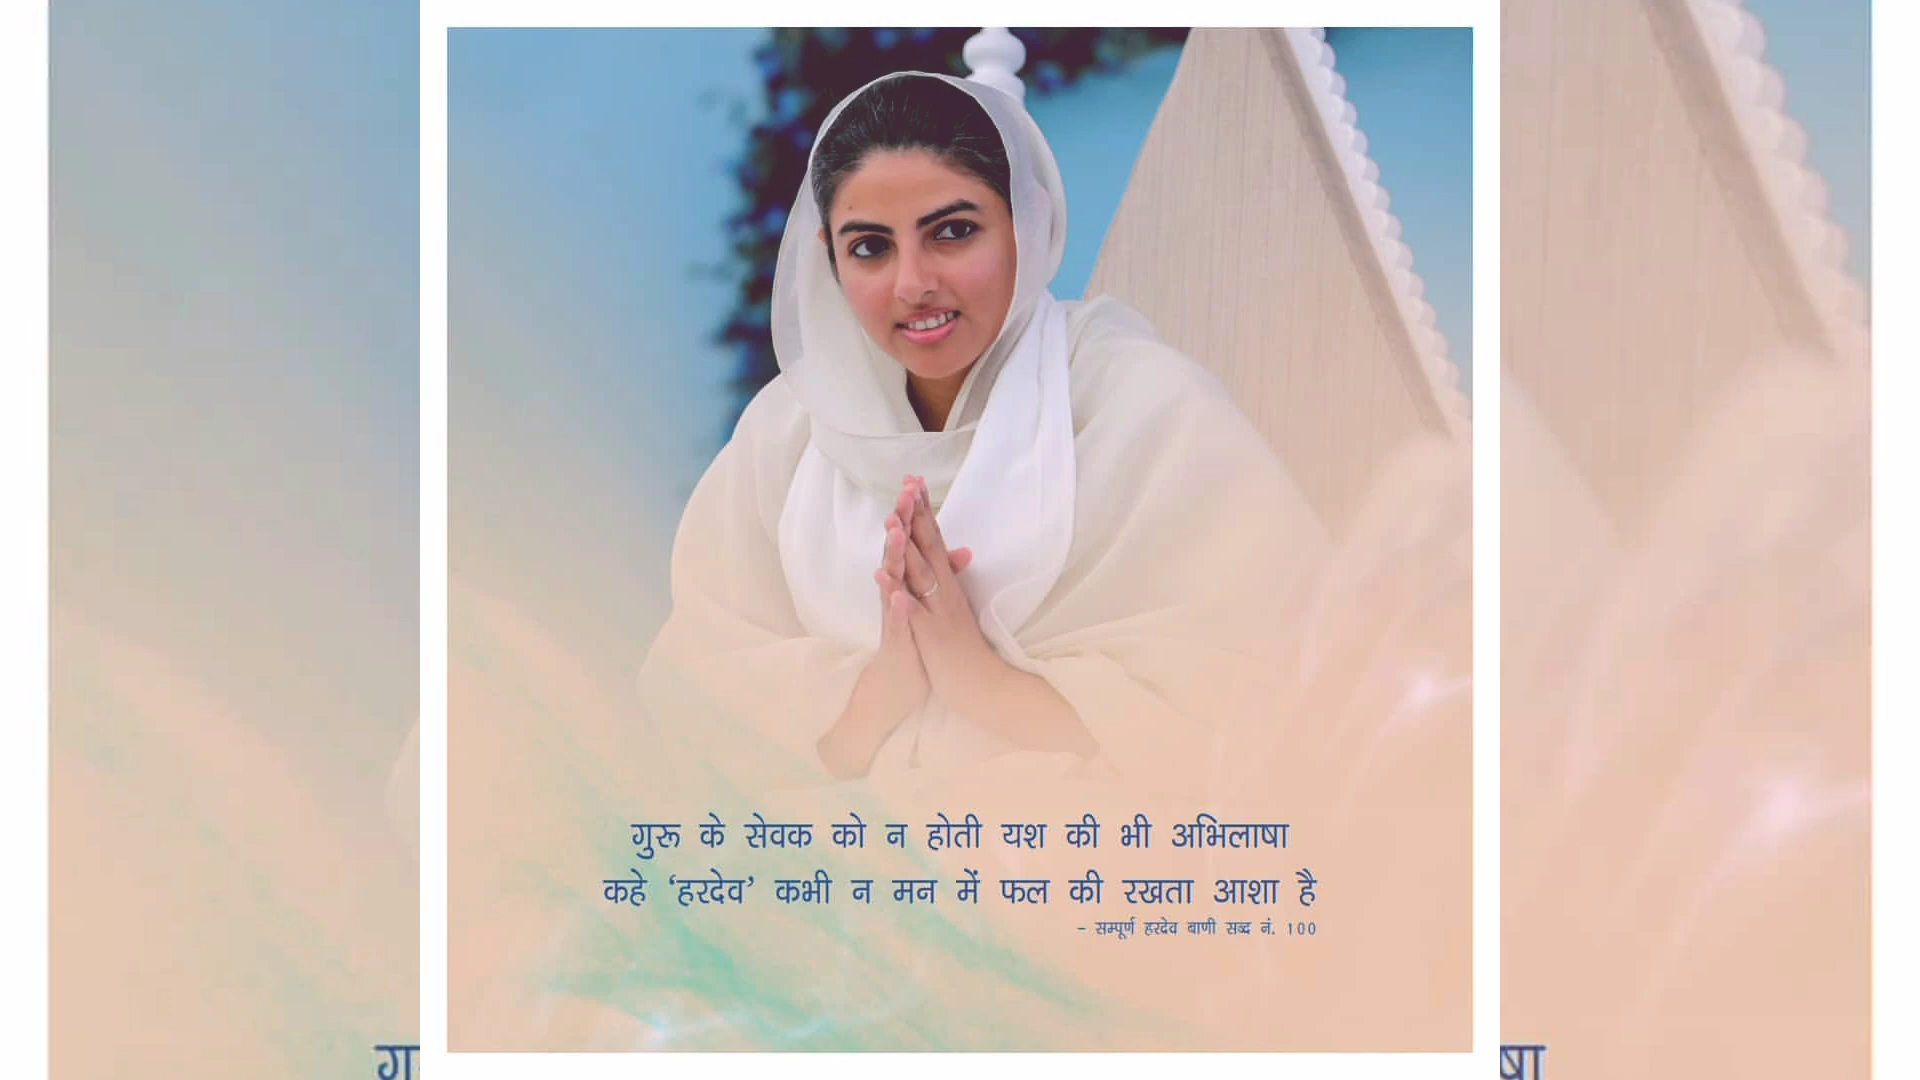 गुरू के सेवक को न होती यश की भी अभिलाषा
कहे ‘हरदेव’ कभी न मन में फल की रखता आशा है
- सम्पूर्ण हरदेव बाणी सब्द नं. 100